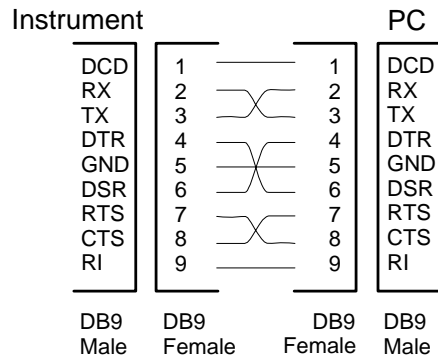 Instrument PC
DCD 1 1 DCD
RX 2 2 RX
TX 3 3 TX
DTR 4 4 DTR
GND 5 5 GND
DSR 6 6 DSR
RTS 7 7 RTS
CTS 8 8 CTS
RI 9 9 RI
DB9 DB9 DB9 DB9
Male Female Female Male